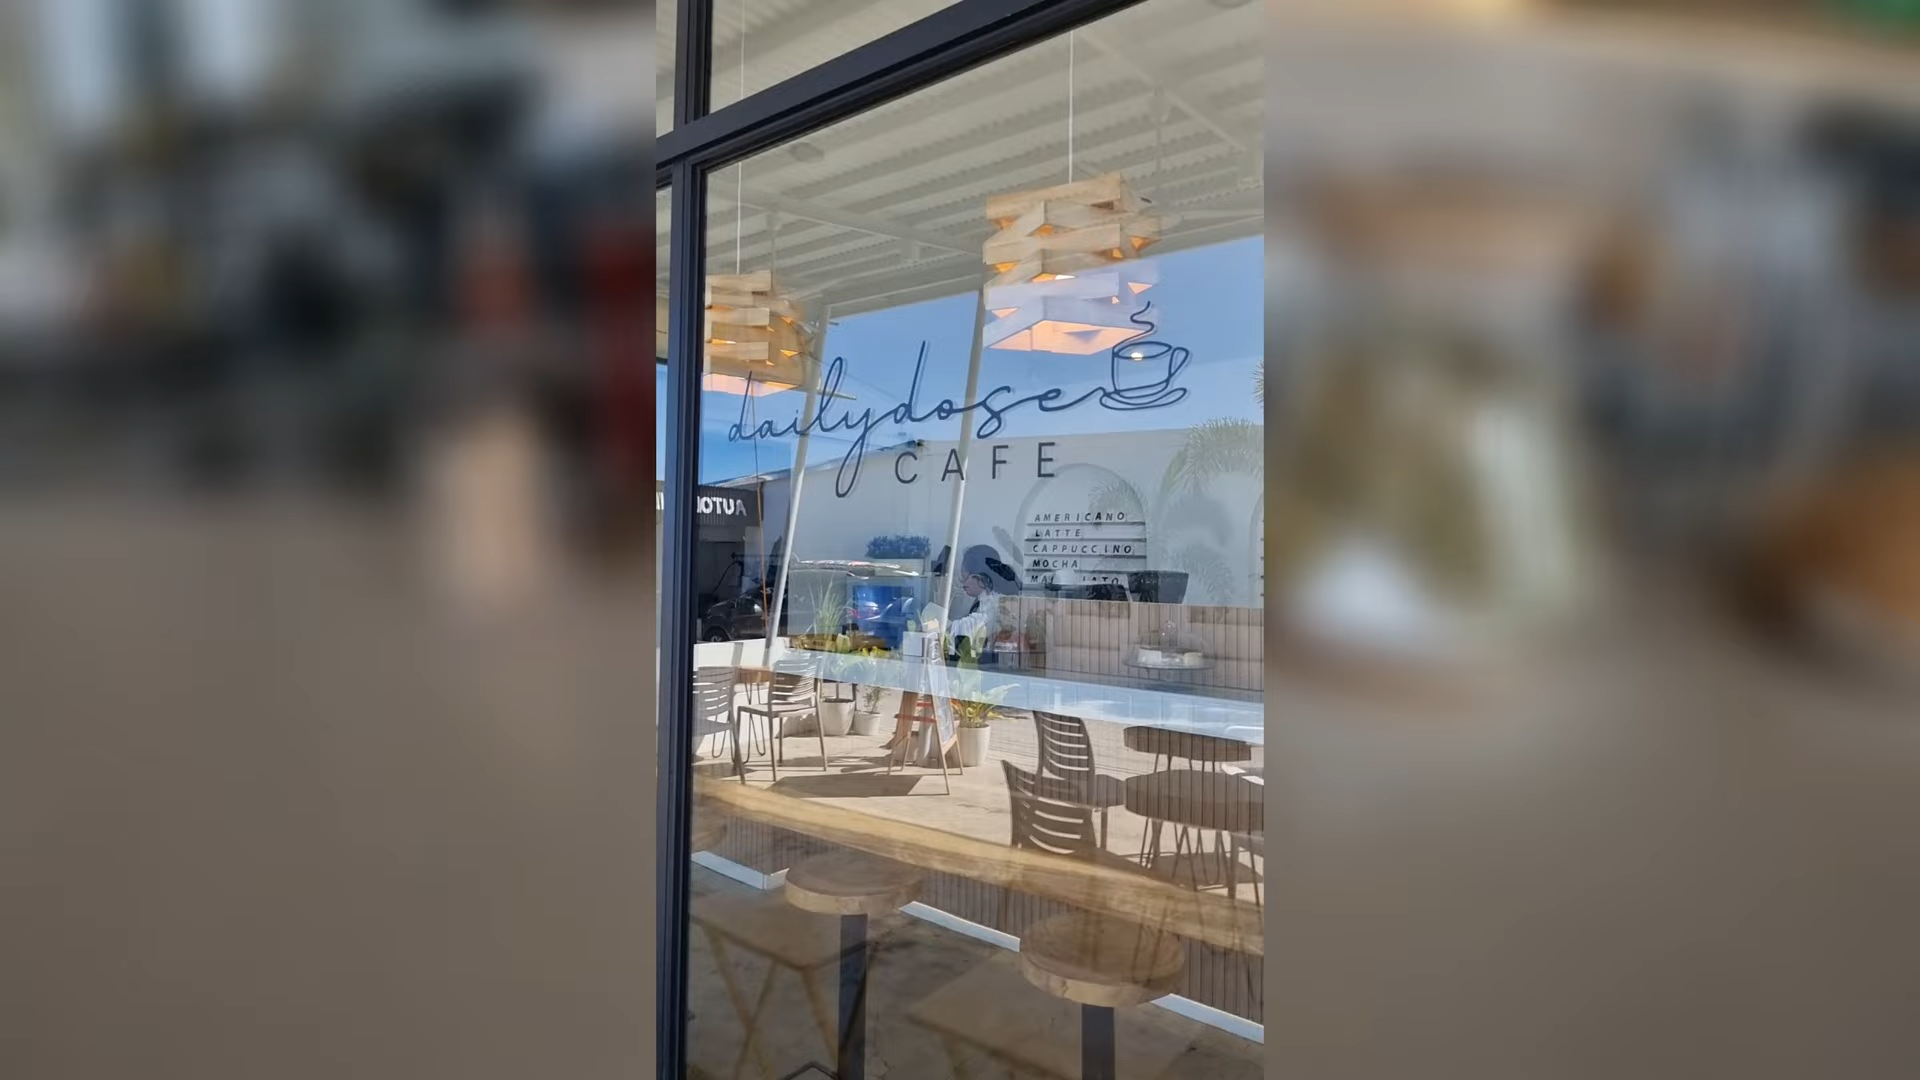 dailydose
CAFE
AMERICANO
LATTE
CAPPUCCINO
MOCHA